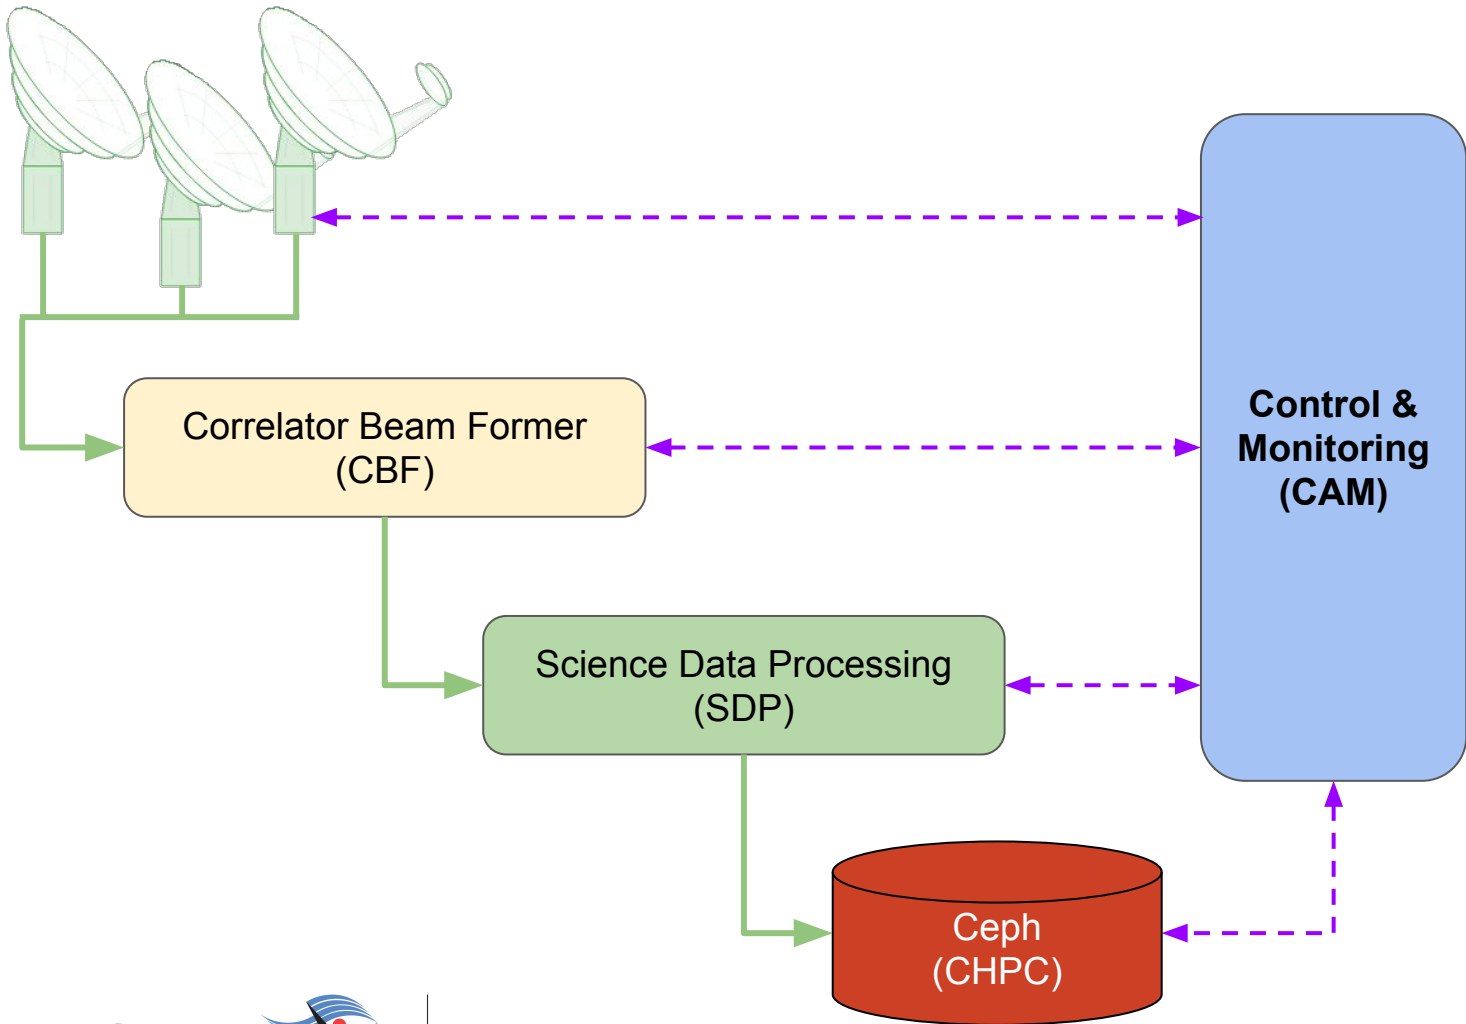 Correlator Beam Former
(CBF)
Control &
Monitoring
(CAM)
Science Data Processing
(SDP)
Ceph
(CHPC)